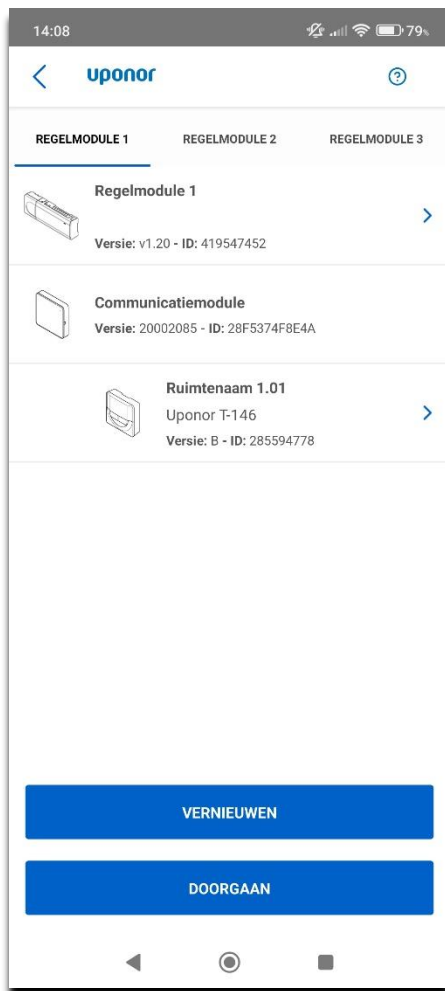 14:08 79%
uponor ?
REGELMODULE 1 REGELMODULE 2 REGELMODULE 3
Regelmodule 1
Versie: v1.20 - ID: 419547452
Communicatiemodule
Versie: 20002085 - ID: 28F5374F8E4A
Ruimtenaam 1.01
Uponor T-146
Versie: B - ID: 285594778
VERNIEUWEN
DOORGAAN